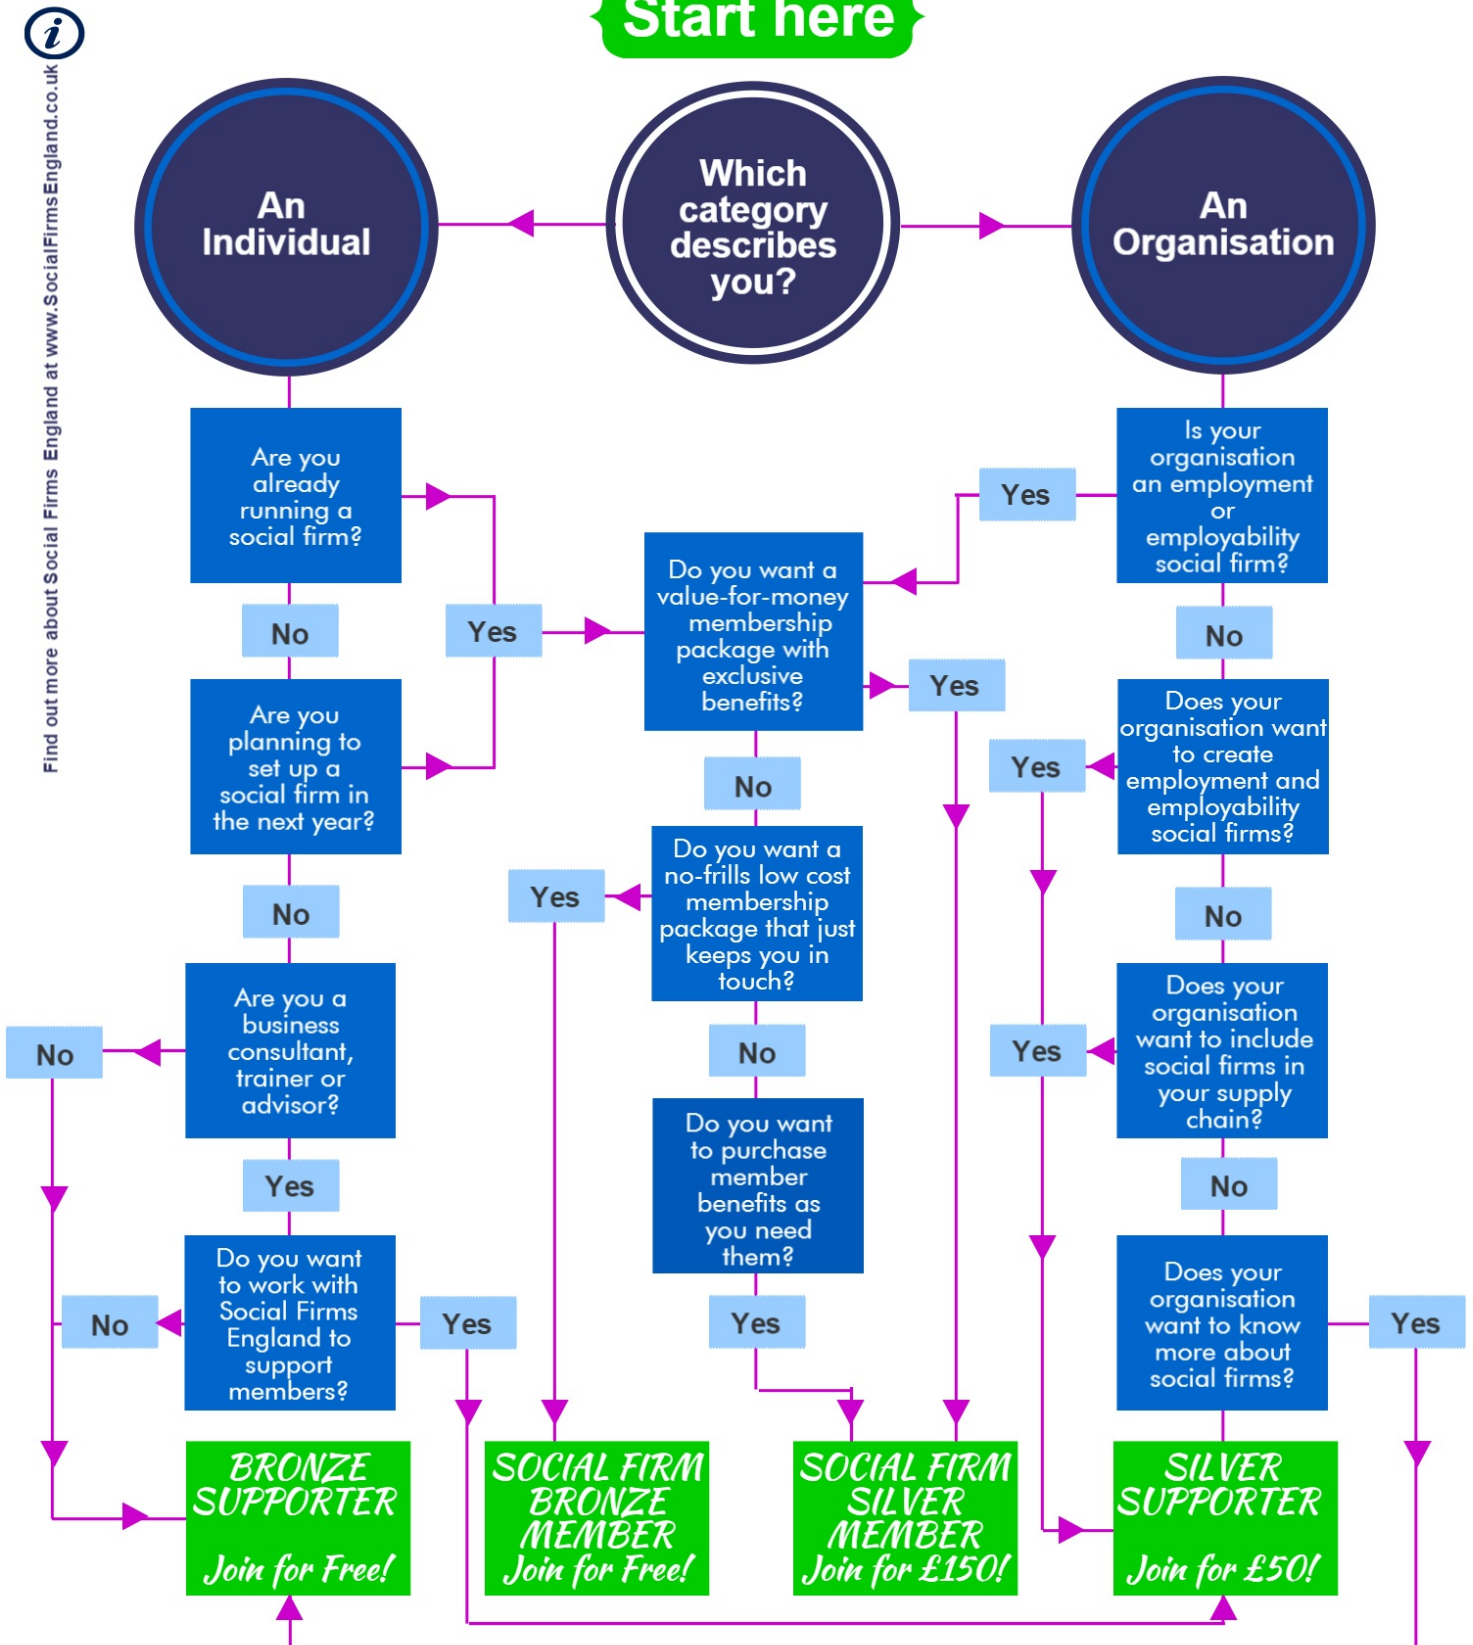 Start here
i
Find out more about Social Firms England at www.SocialFirmsEngland.co.uk
An
Individual
Which
category
describes
you?
An
Organisation
Are you
already
running a
social firm?
Is your
organisation
an employment
or
employability
social firm?
Yes
Do you want a
value-for-money
membership
package with
exclusive
benefits?
No
Yes
No
Yes
Are you
planning to
set up a
social firm in
the next year?
Does your
organisation want
to create
employment and
employability
social firms?
Yes
No
Do you want a
no-frills low cost
membership
package that just
keeps you in
touch?
Yes
No
No
Are you a
business
consultant,
trainer or
advisor?
Does your
organisation
want to include
social firms in
your supply
chain?
No
No
Yes
Do you want
to purchase
member
benefits as
you need
them?
Yes
No
Do you want
to work with
Social Firms
England to
support
members?
Does your
organisation
want to know
more about
social firms?
No
Yes
Yes
Yes
BRONZE
SUPPORTER
Join for Free!
SOCIAL FIRM
BRONZE
MEMBER
Join for Free!
SOCIAL FIRM
SILVER
MEMBER
Join for £150!
SILVER
SUPPORTER
Join for £50!